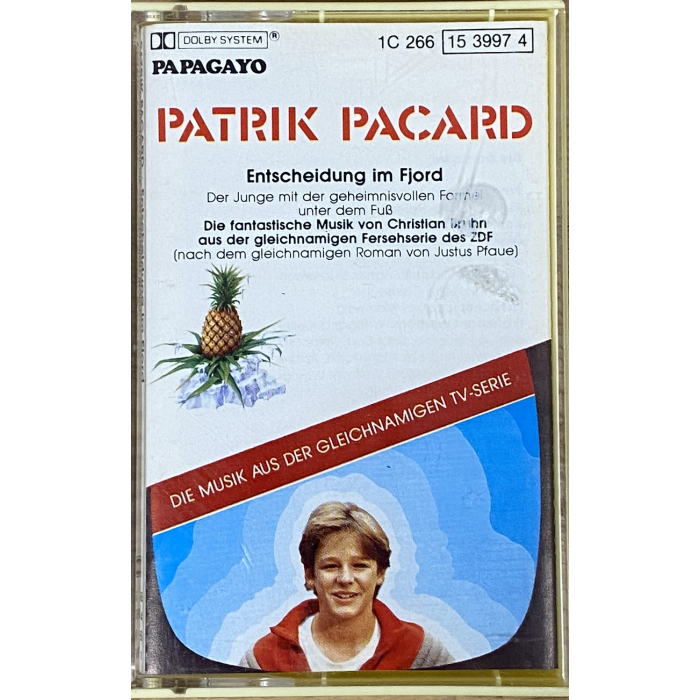 DOLBY SYSTEM®
1C 266 15 3997 4
PAPAGAYO
PATRIK PACARD
Entscheidung im Fjord
Der Junge mit der geheimnisvollen Formel
unter dem Fuß
Die fantastische Musik von Christian Bruhn
aus der gleichnamigen Fersehserie des ZDF
(nach dem gleichnamigen Roman von Justus Pfaue)
DIE MUSIK AUS DER GLEICHNAMIGEN TV-SERIE